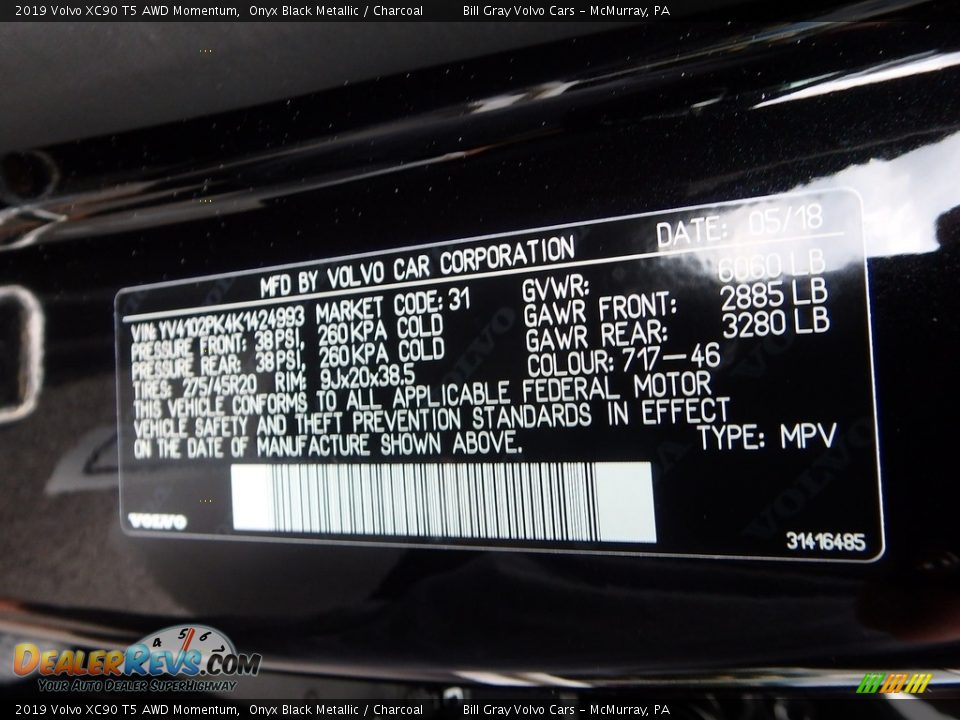 2019 Volvo XC90 T5 AWD Momentum, Onyx Black Metallic / Charcoal Bill Gray Volvo Cars - McMurray, PA
MFD BY VOLVO CAR CORPORATION DATE: 05/18
VIN: YV4102PK4K1424993 MARKET CODE: 31 GVWR: 6060 LB
PRESSURE FRONT: 38 PSI, 260 KPA COLD GAWR FRONT: 2885 LB
PRESSURE REAR: 38 PSI, 260 KPA COLD GAWR REAR: 3280 LB
TIRES: 275/45R20 RIM: 9Jx20x38.5 COLOUR: 717-46
THIS VEHICLE CONFORMS TO ALL APPLICABLE FEDERAL MOTOR
VEHICLE SAFETY AND THEFT PREVENTION STANDARDS IN EFFECT
ON THE DATE OF MANUFACTURE SHOWN ABOVE. TYPE: MPV
VOLVO
31416485
4 5 6
DEALERREVS.COM
YOUR AUTO DEALER SUPERHIGHWAY
2019 Volvo XC90 T5 AWD Momentum, Onyx Black Metallic / Charcoal Bill Gray Volvo Cars - McMurray, PA